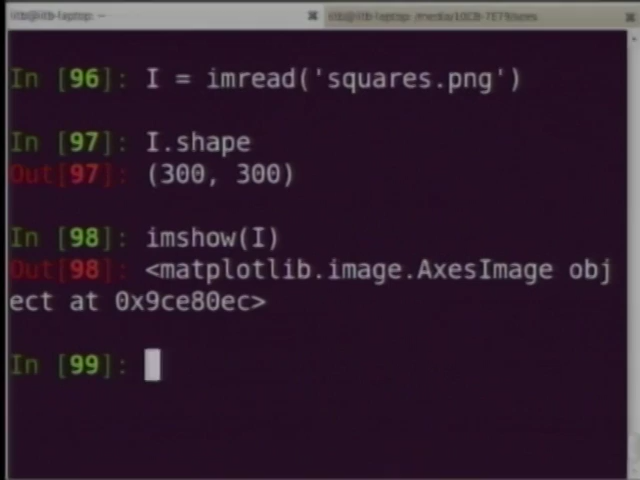 In [96]: I = imread('squares.png')
In [97]: I.shape
Out[97]: (300, 300)
In [98]: imshow(I)
Out[98]: <matplotlib.image.AxesImage obj
ect at 0x9ce80ec>
In [99]: